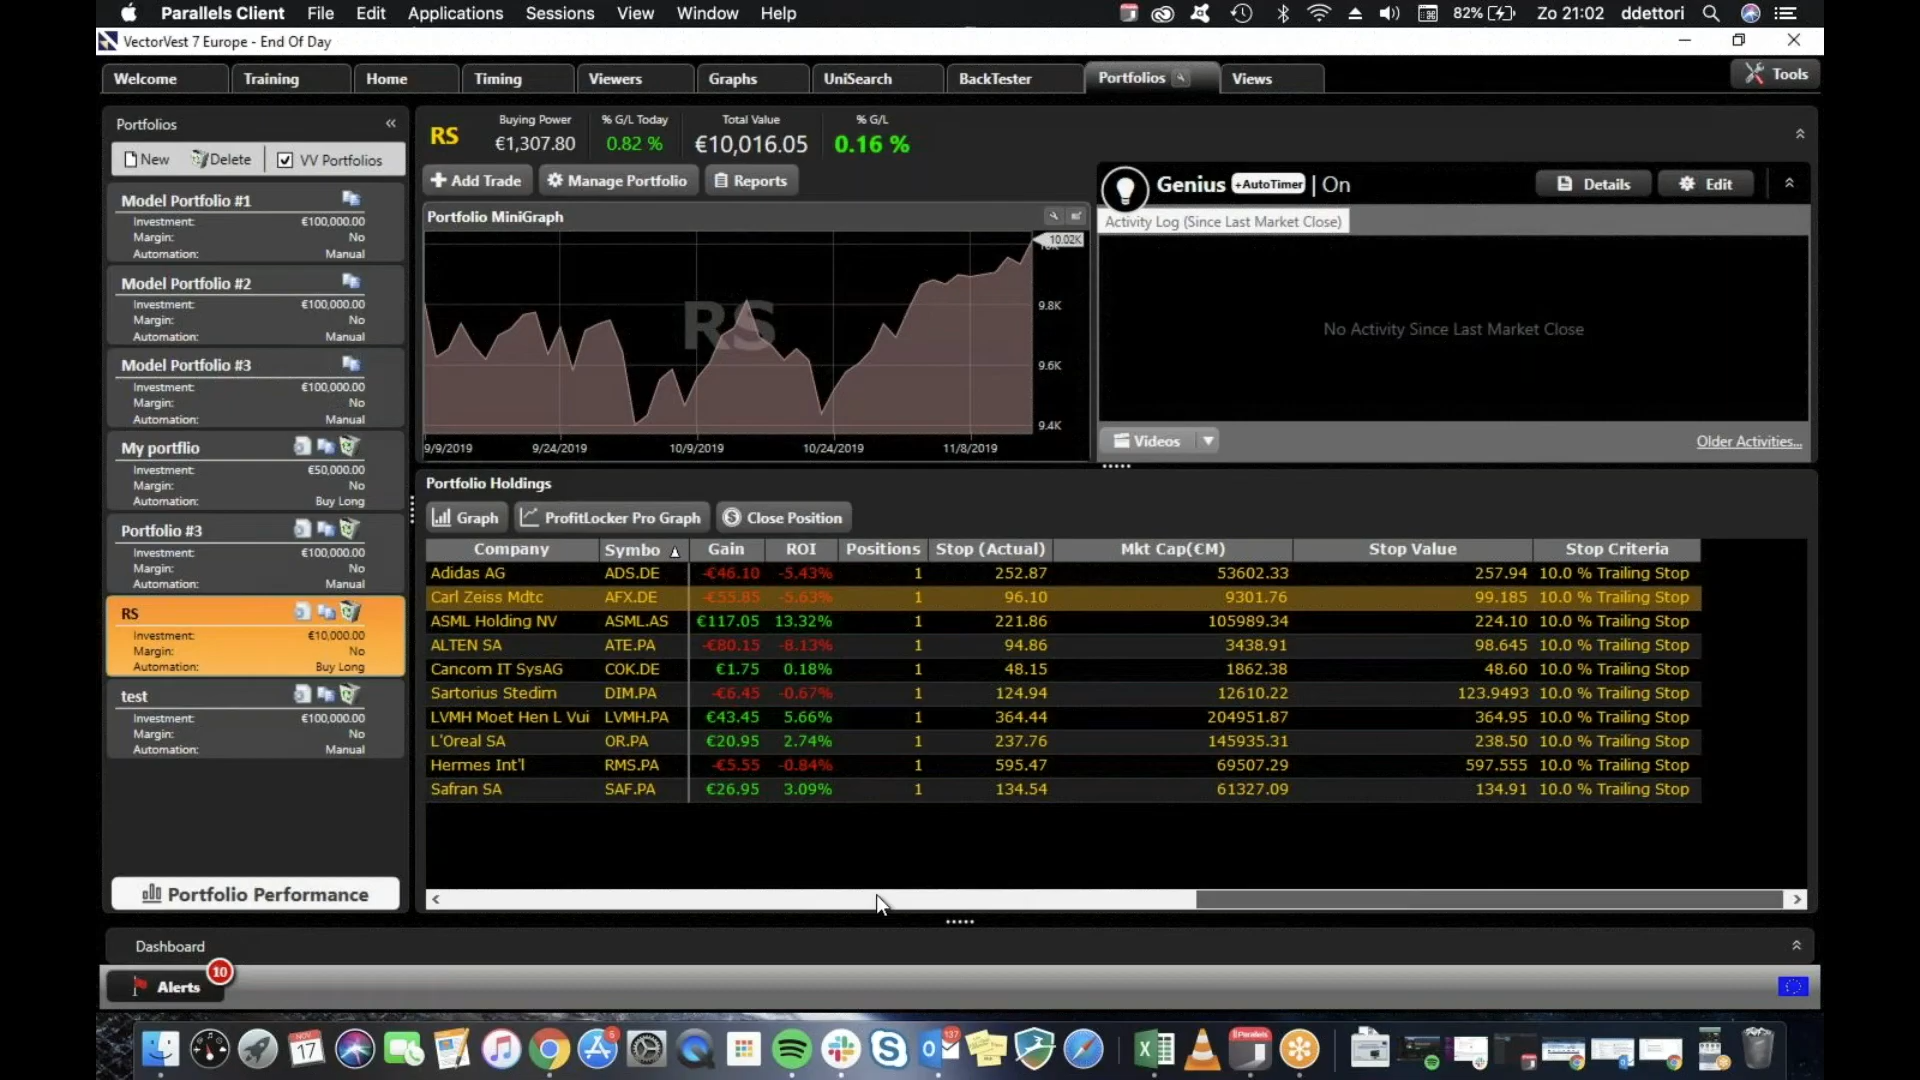 Parallels Client File Edit Applications Sessions View Window Help 82% Zo 21:02 ddettori
VectorVest 7 Europe - End Of Day
Welcome Training Home Timing Viewers Graphs UniSearch BackTester Portfolios Views Tools
Portfolios
New Delete VV Portfolios
Model Portfolio #1
Investment: €100,000.00
Margin: No
Automation: Manual
Model Portfolio #2
Investment: €100,000.00
Margin: No
Automation: Manual
Model Portfolio #3
Investment: €100,000.00
Margin: No
Automation: Manual
My portflio
Investment: €50,000.00
Margin: No
Automation: Buy Long
Portfolio #3
Investment: €100,000.00
Margin: No
Automation: Manual
RS
Investment: €10,000.00
Margin: No
Automation: Buy Long
test
Investment: €100,000.00
Margin: No
Automation: Manual
Portfolio Performance
RS
Buying Power % G/L Today Total Value % G/L
€1,307.80 0.82 % €10,016.05 0.16 %
Add Trade Manage Portfolio Reports
Portfolio MiniGraph
RS
10.02K
9.8K
9.6K
9.4K
9/9/2019 9/24/2019 10/9/2019 10/24/2019 11/8/2019
Genius +AutoTimer | On Details Edit
Activity Log (Since Last Market Close)
No Activity Since Last Market Close
Videos Older Activities...
Portfolio Holdings
Graph ProfitLocker Pro Graph Close Position
Company Symbo Gain ROI Positions Stop (Actual) Mkt Cap(€M) Stop Value Stop Criteria
Adidas AG ADS.DE -€46.10 -5.43% 1 252.87 53602.33 257.94 10.0 % Trailing Stop
Carl Zeiss Mdtc AFX.DE -€55.85 -5.63% 1 96.10 9301.76 99.185 10.0 % Trailing Stop
ASML Holding NV ASML.AS €117.05 13.32% 1 221.86 105989.34 224.10 10.0 % Trailing Stop
ALTEN SA ATE.PA -€80.15 -8.13% 1 94.86 3438.91 98.645 10.0 % Trailing Stop
Cancom IT SysAG COK.DE €1.75 0.18% 1 48.15 1862.38 48.60 10.0 % Trailing Stop
Sartorius Stedim DIM.PA -€6.45 -0.67% 1 124.94 12610.22 123.9493 10.0 % Trailing Stop
LVMH Moet Hen L Vui LVMH.PA €43.45 5.66% 1 364.44 204951.87 364.95 10.0 % Trailing Stop
L'Oreal SA OR.PA €20.95 2.74% 1 237.76 145935.31 238.50 10.0 % Trailing Stop
Hermes Int'l RMS.PA -€5.55 -0.84% 1 595.47 69507.29 597.555 10.0 % Trailing Stop
Safran SA SAF.PA €26.95 3.09% 1 134.54 61327.09 134.91 10.0 % Trailing Stop
Dashboard
Alerts 10
NOV
17
6
137
Parallels